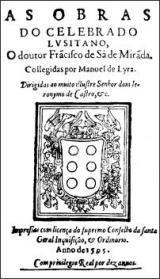 AS OBRAS
DO CELEBRADO
LVSITANO,
O doutor Frãcisco de Sà de Mirãda.
Collegidas por Manoel de Lyra.
Dirigidas ao muito illustre Senhor dom Ie-
ronymo de Castro, &c.
Impressas com licença do supremo Conselho da santa
Geral Inquisição, & Ordinario.
Anno de 1595.
Com privilegio Real por dez annos.